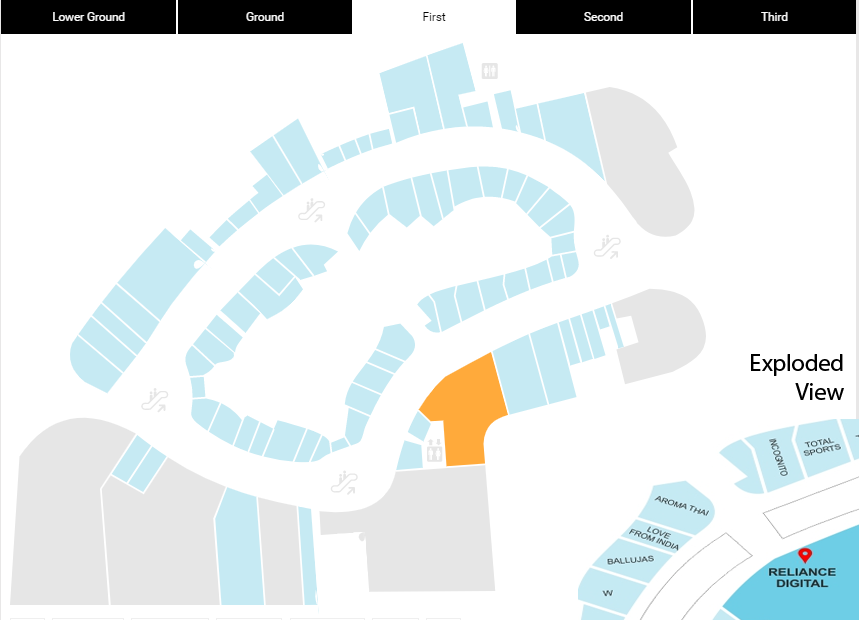 Lower Ground
Ground
First
Second
Third
Exploded
View
INCOGNITO
TOTAL
SPORTS
AROMA THAI
LOVE
FROM INDIA
BALLUJAS
W
RELIANCE
DIGITAL